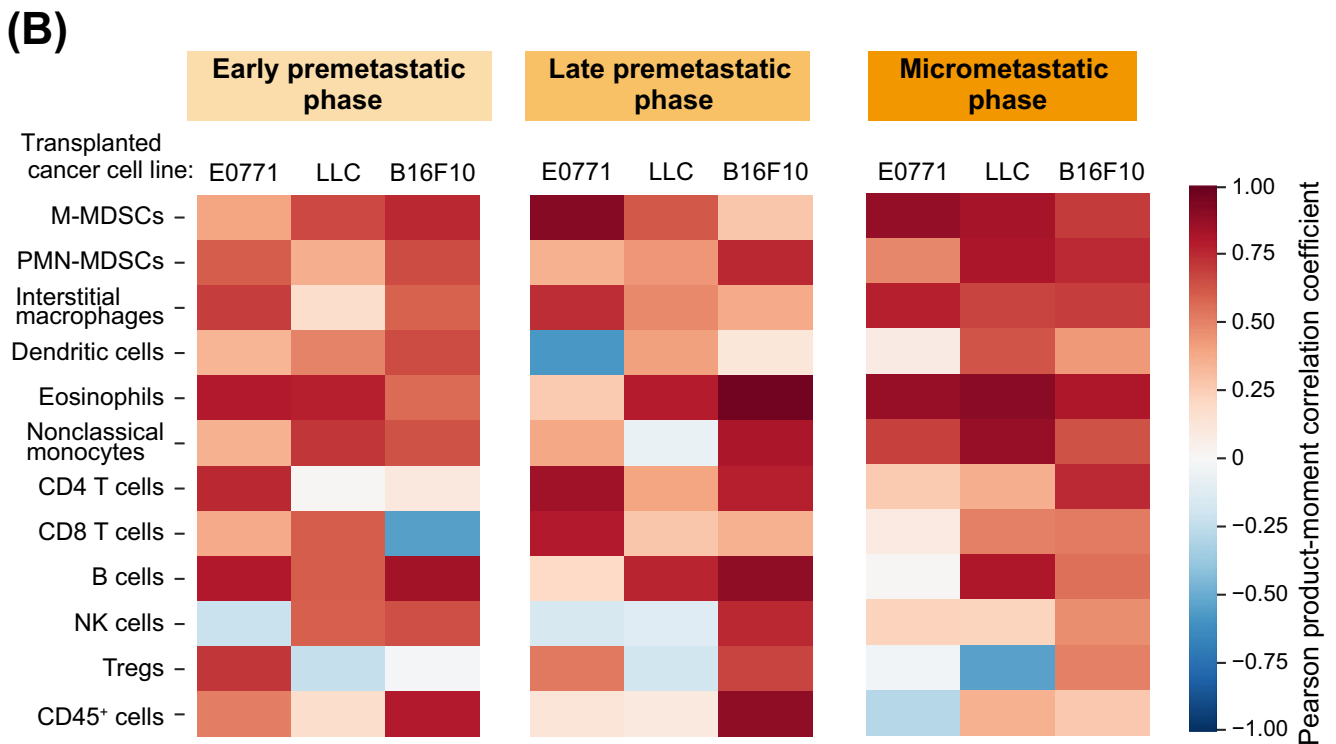 (B)
Early premetastatic
phase
Late premetastatic
phase
Micrometastatic
phase
Transplanted
cancer cell line:
E0771 LLC B16F10
E0771 LLC B16F10
E0771 LLC B16F10
M-MDSCs
PMN-MDSCs
Interstitial
macrophages
Dendritic cells
Eosinophils
Nonclassical
monocytes
CD4 T cells
CD8 T cells
B cells
NK cells
Tregs
CD45⁺ cells
1.00
0.75
0.50
0.25
0
−0.25
−0.50
−0.75
−1.00
Pearson product-moment correlation coefficient